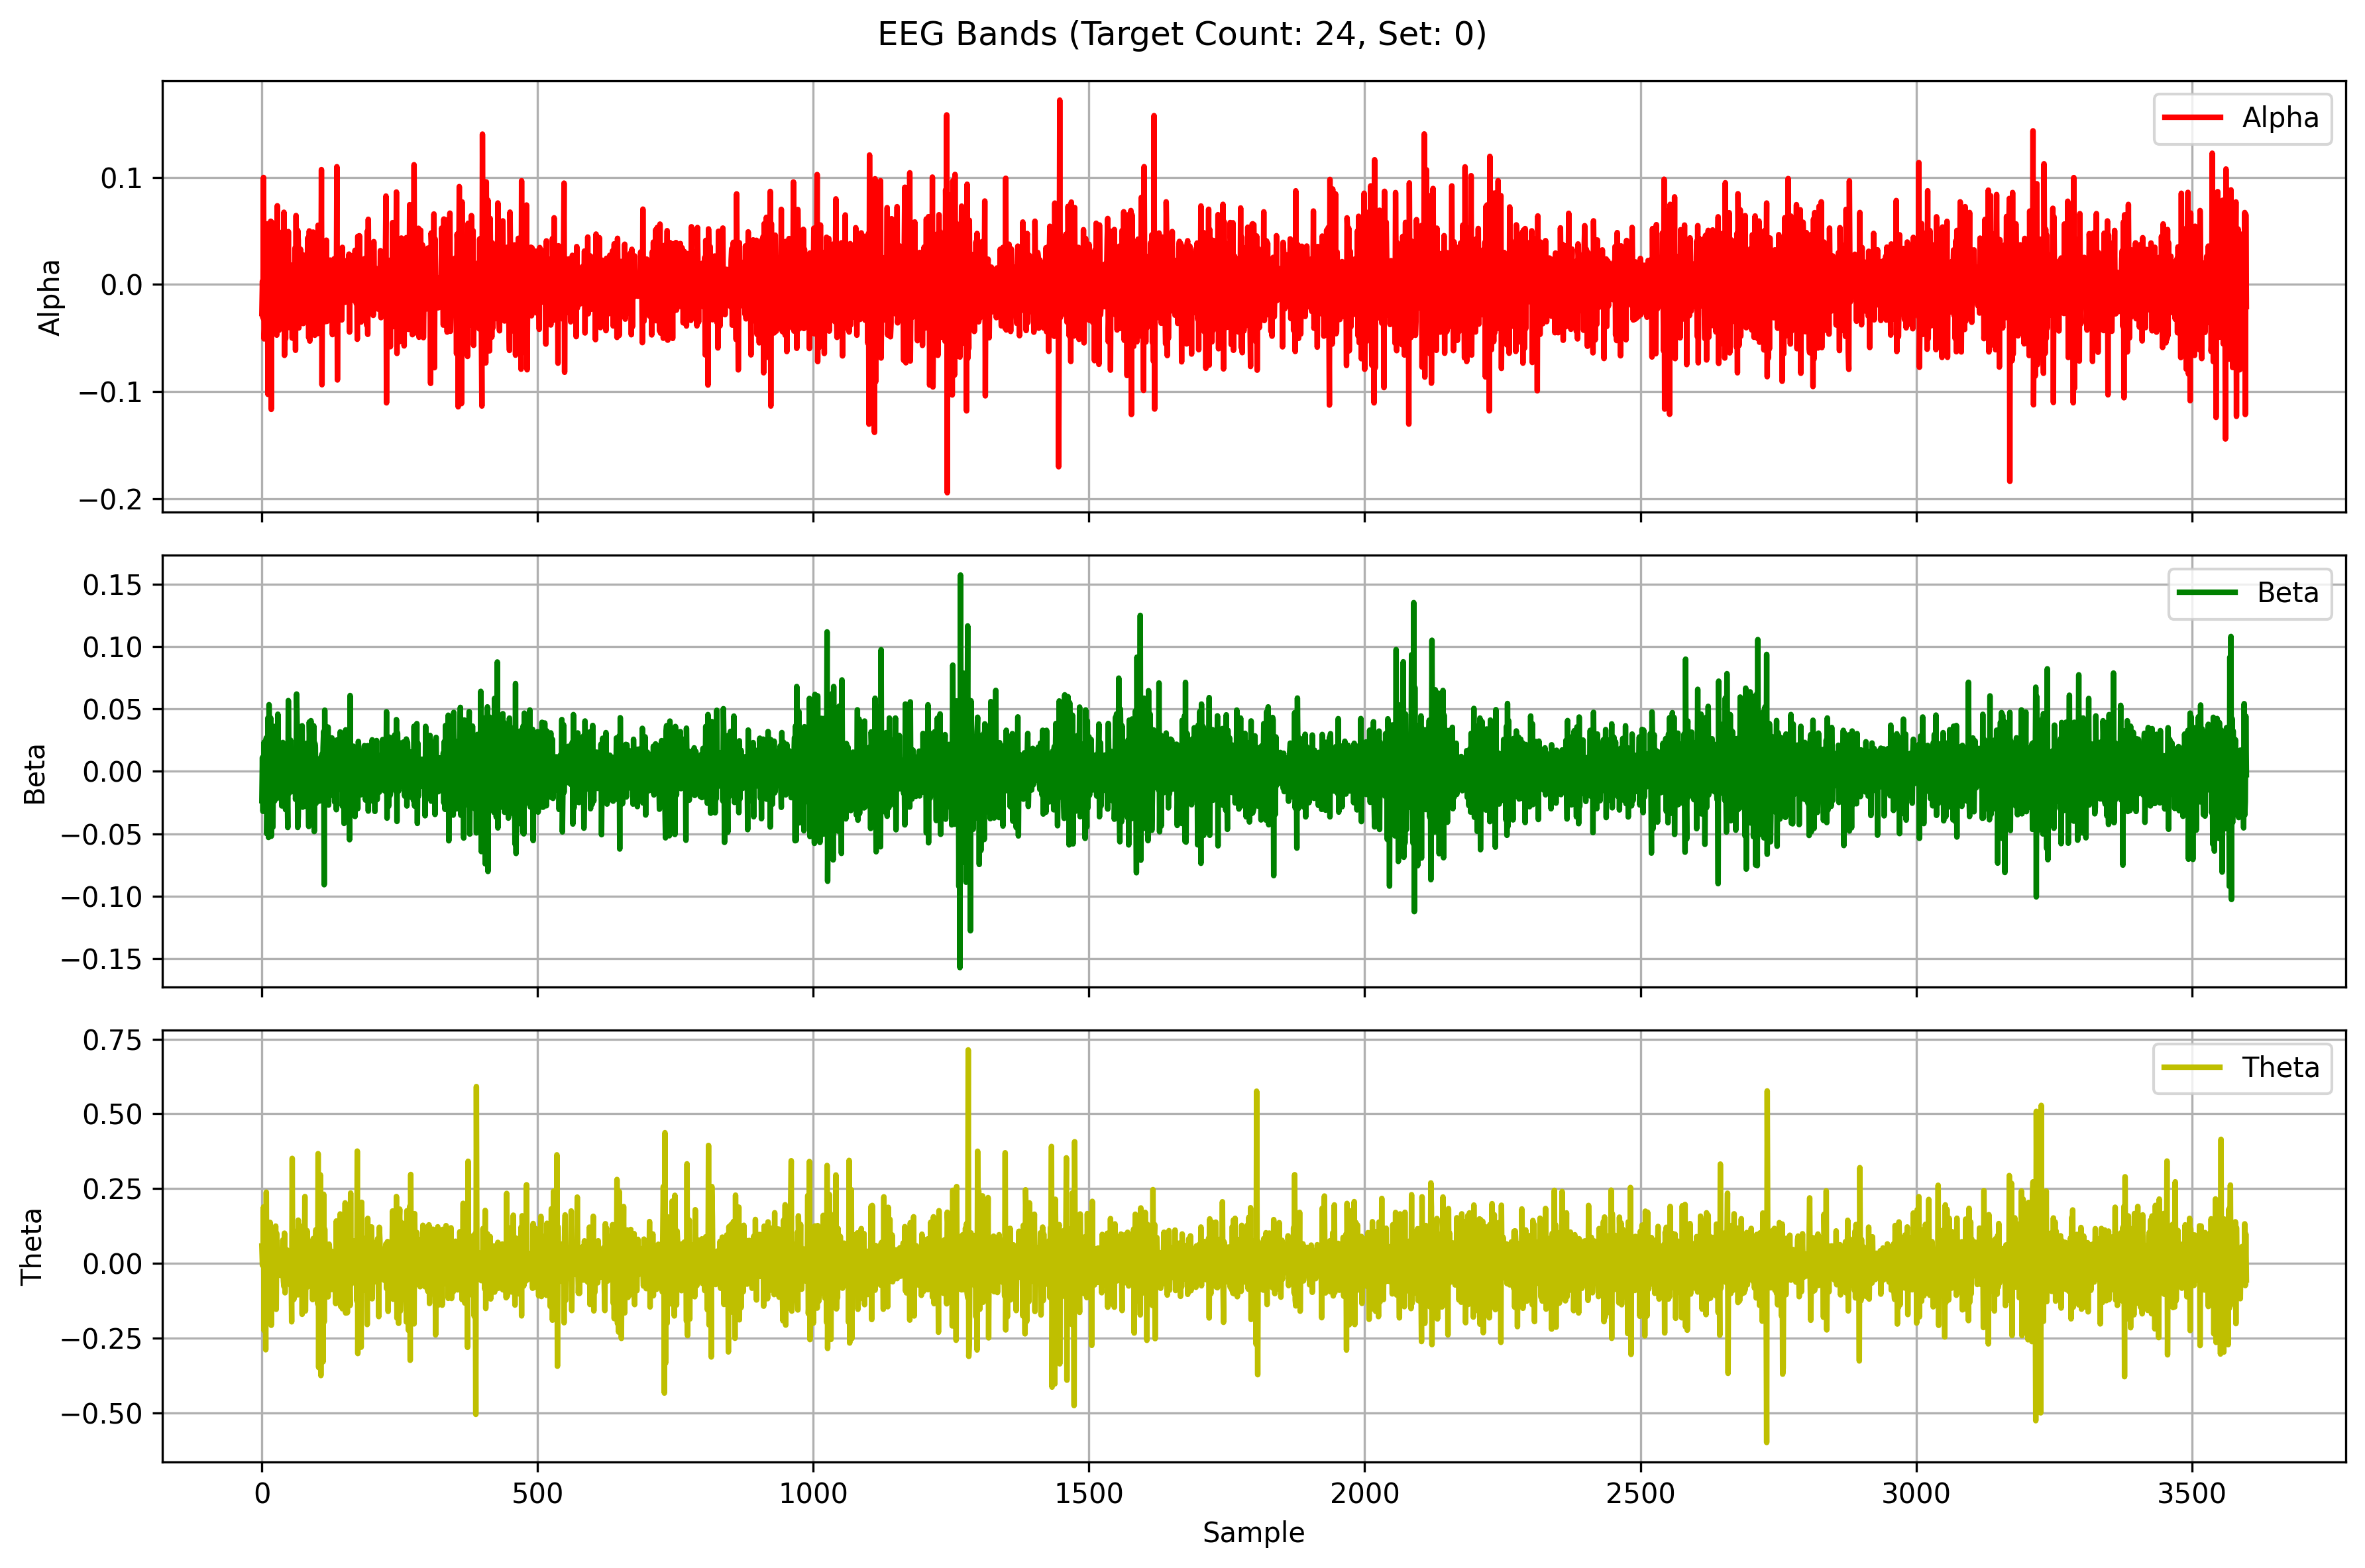 EEG Bands (Target Count: 24, Set: 0)
Alpha
0.1
0.0
−0.1
−0.2
Alpha
Beta
0.15
0.10
0.05
0.00
−0.05
−0.10
−0.15
Beta
Theta
0.75
0.50
0.25
0.00
−0.25
−0.50
Theta
0 500 1000 1500 2000 2500 3000 3500
Sample